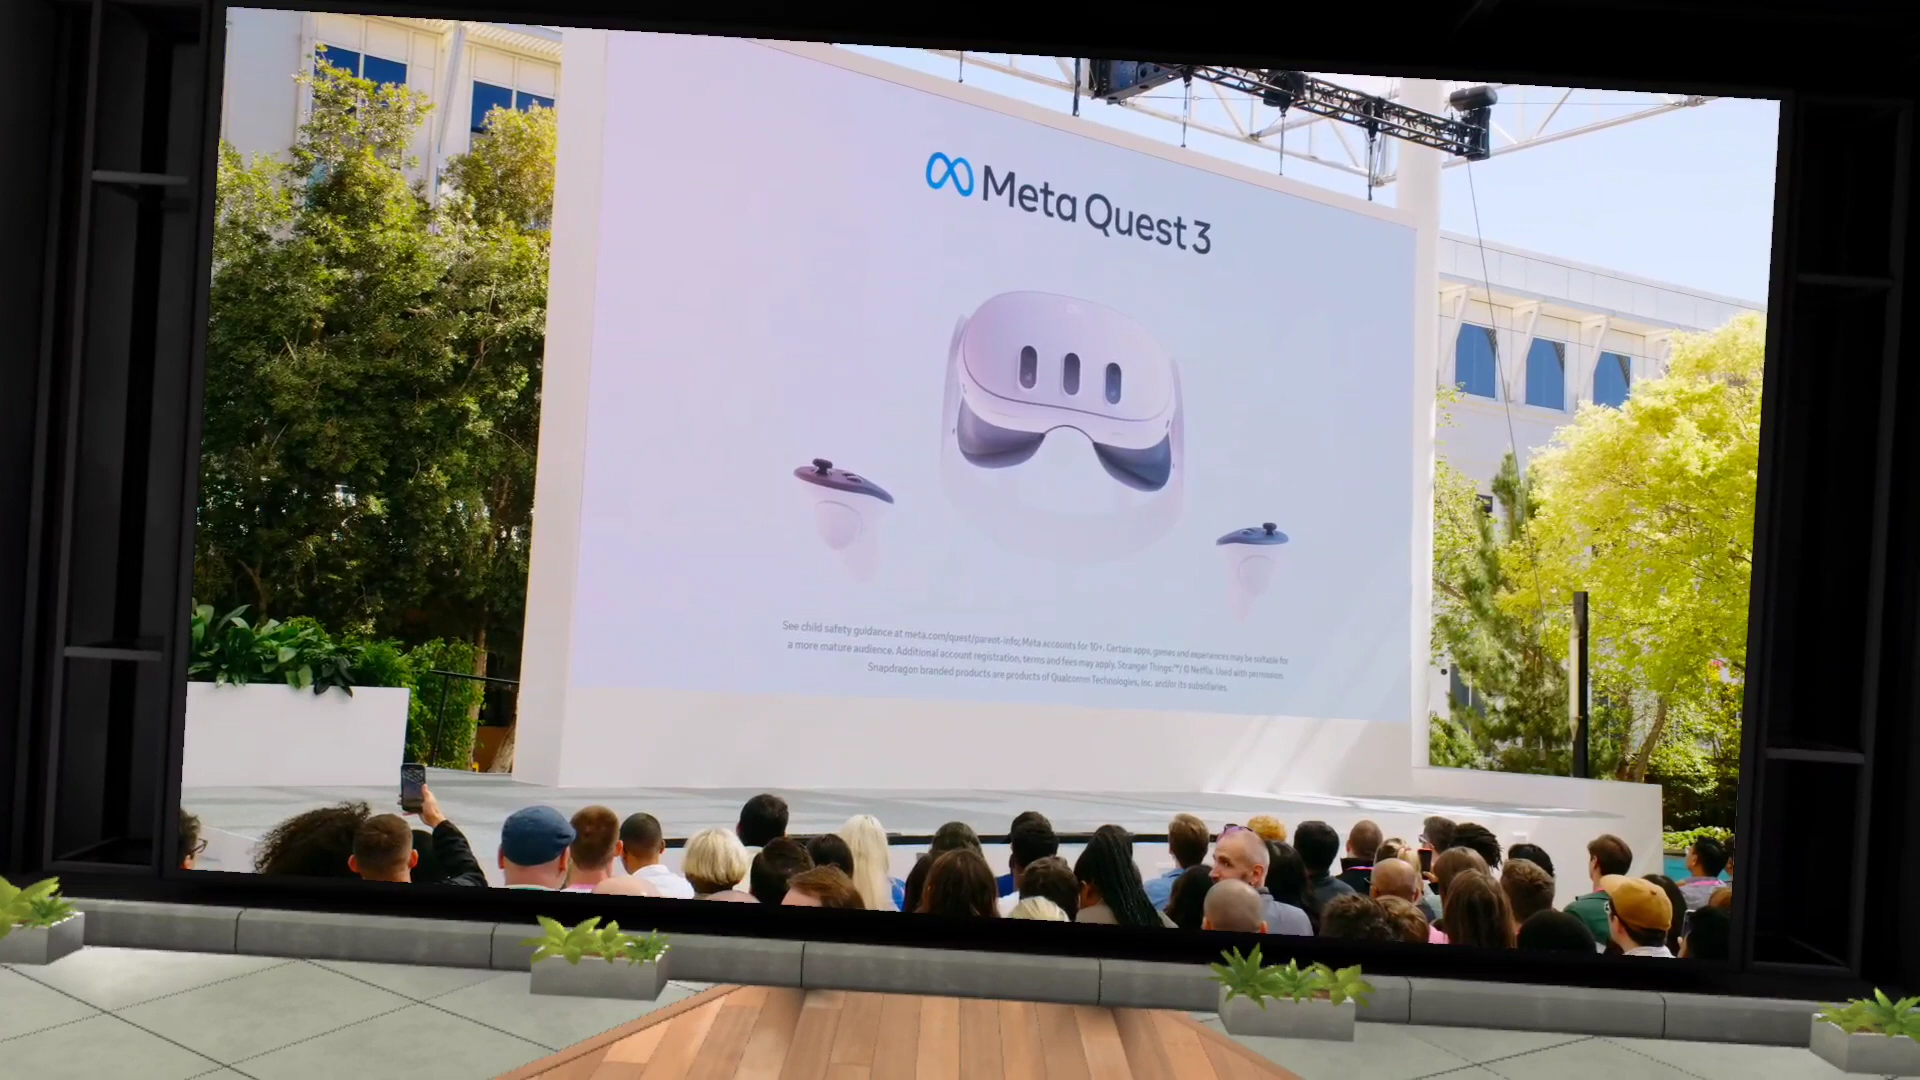 Meta Quest 3
See child safety guidance at meta.com/quest/parent-info; Meta accounts for 10+. Certain apps, games and experiences may be suitable for
a more mature audience. Additional account registration, terms and fees may apply. Stranger Things:™/ © Netflix. Used with permission.
Snapdragon branded products are products of Qualcomm Technologies, Inc. and/or its subsidiaries.